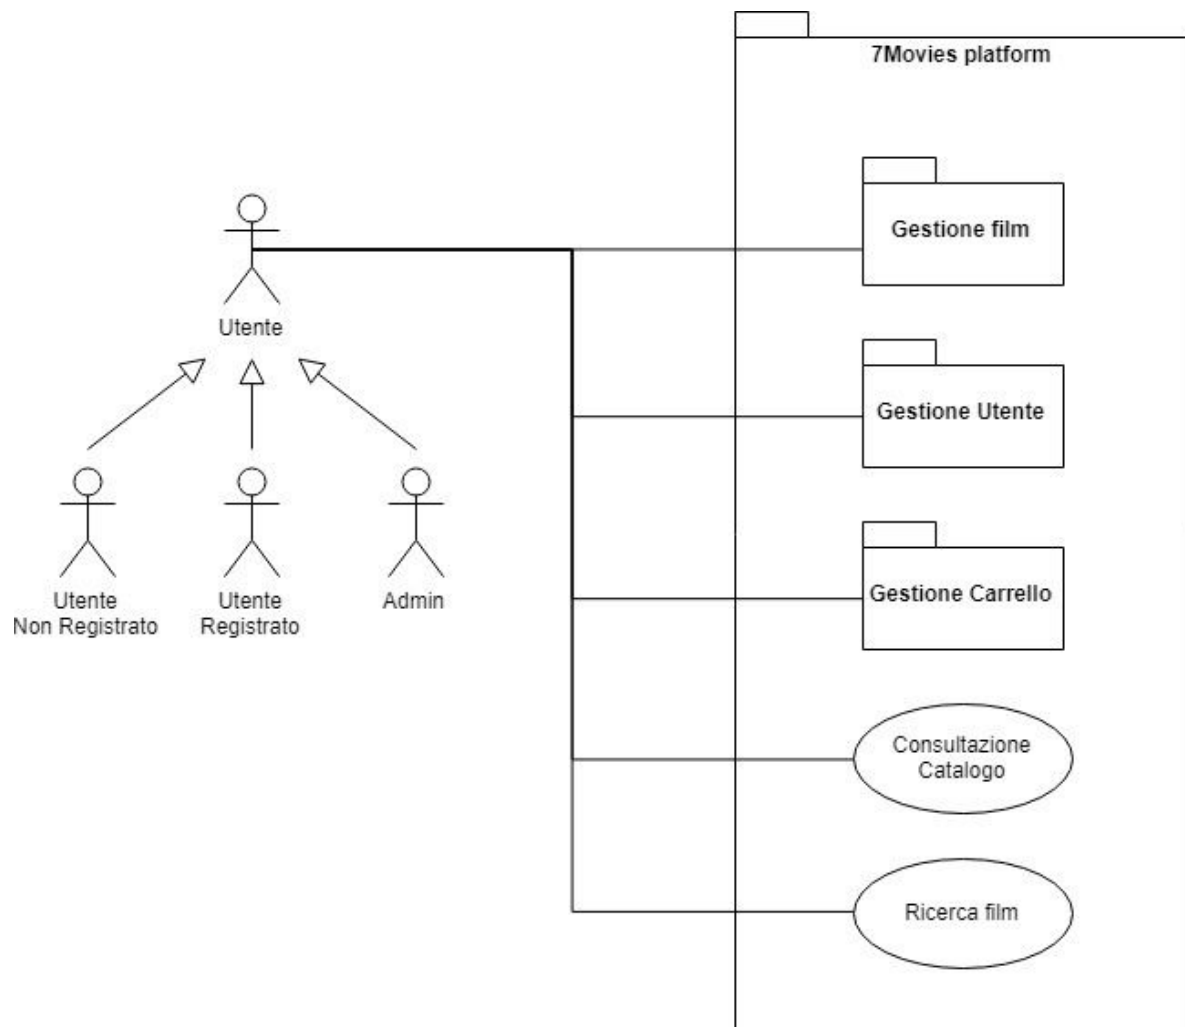 7Movies platform
Gestione film
Utente
Gestione Utente
Utente
Non Registrato
Utente
Registrato
Admin
Gestione Carrello
Consultazione
Catalogo
Ricerca film